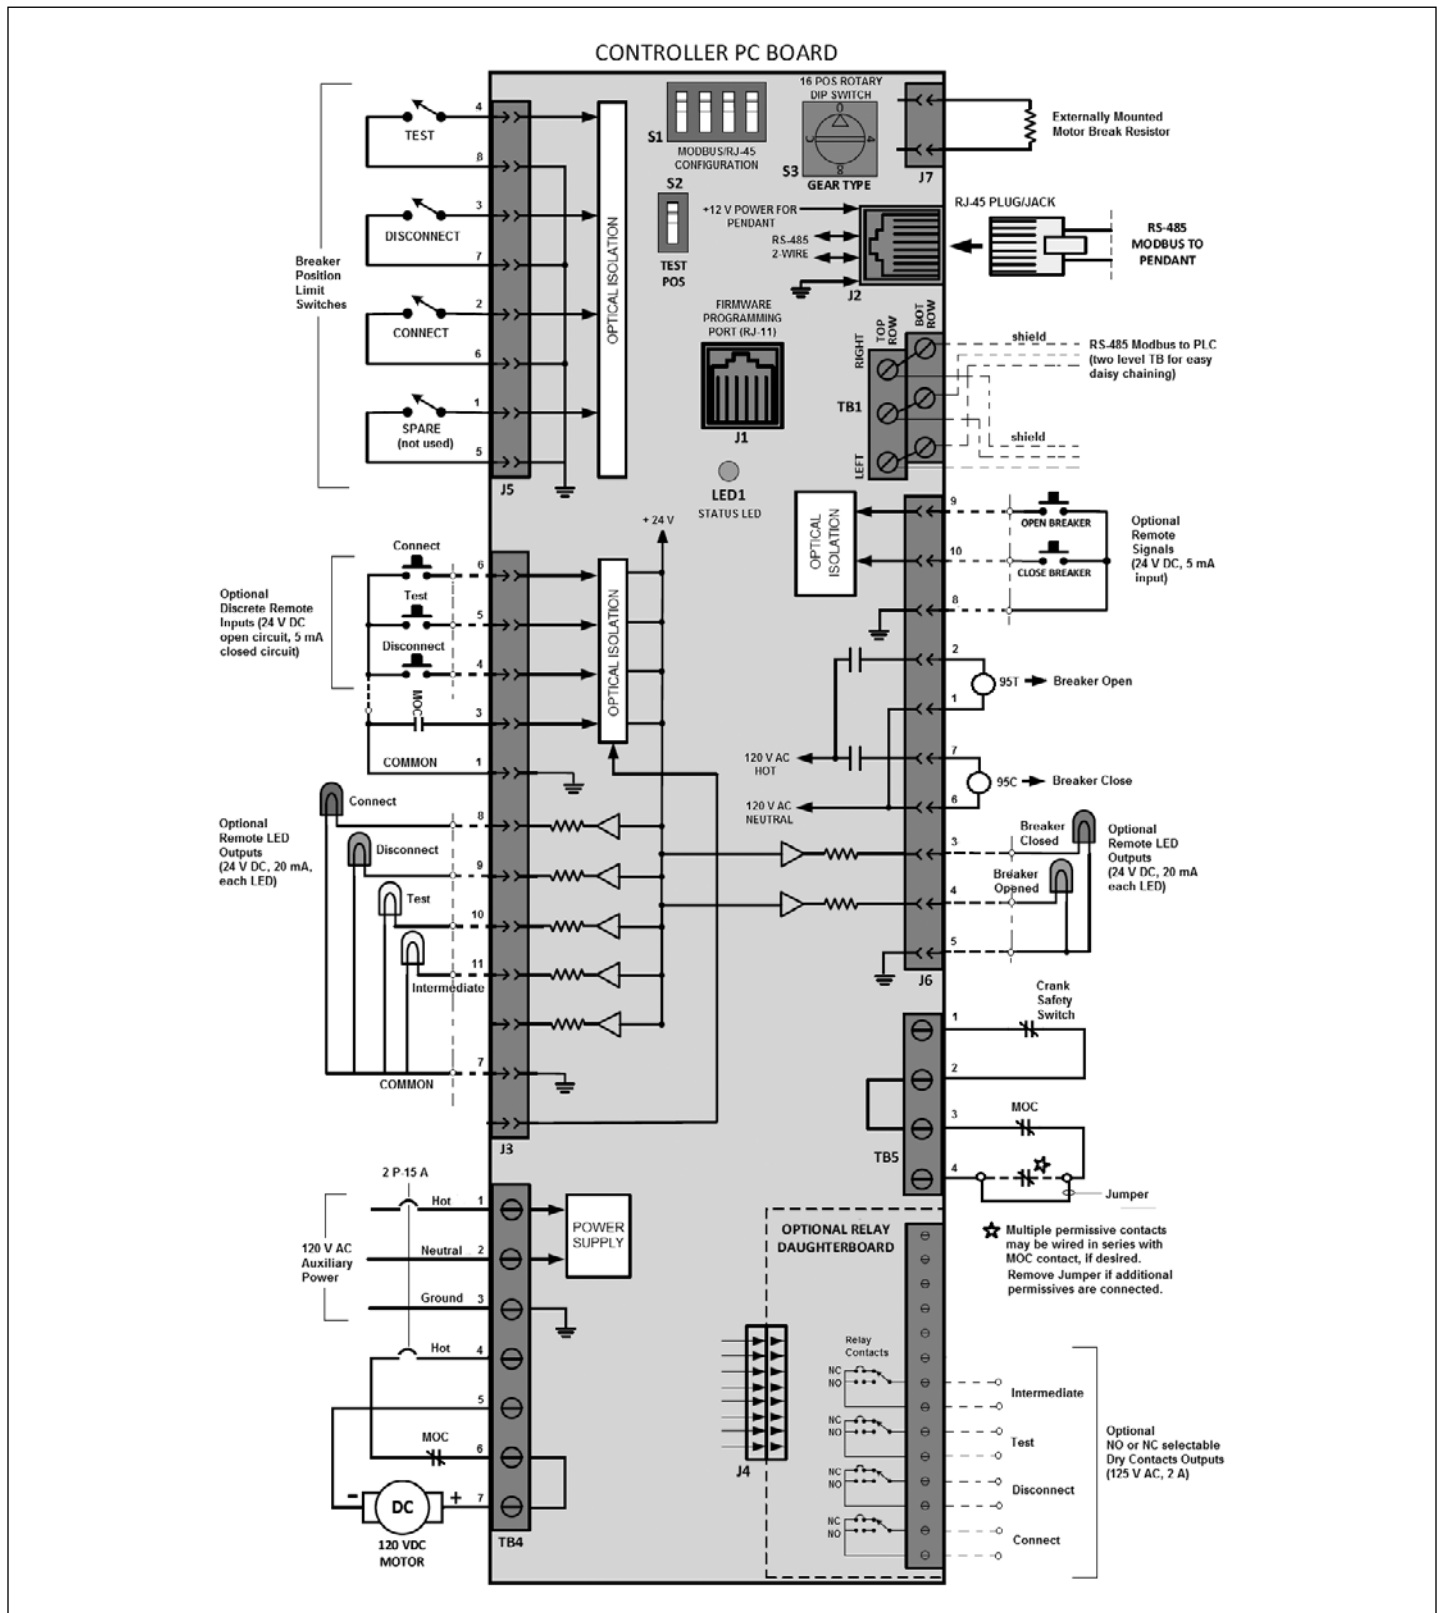 CONTROLLER PC BOARD
16 POS ROTARY
DIP SWITCH
0
4
8
S1
MODBUS/RJ-45
CONFIGURATION
S3
GEAR TYPE
J7
Externally Mounted
Motor Break Resistor
S2
TEST
POS
+12 V POWER FOR
PENDANT
RS-485
2-WIRE
J2
RJ-45 PLUG/JACK
RS-485
MODBUS TO
PENDANT
Breaker
Position
Limit
Switches
4
TEST
8
3
DISCONNECT
7
2
CONNECT
6
1
SPARE
(not used)
5
J5
OPTICAL ISOLATION
FIRMWARE
PROGRAMMING
PORT (RJ-11)
J1
LED1
STATUS LED
RIGHT
TOP
ROW
BOT
ROW
TB1
LEFT
shield
RS-485 Modbus to PLC
(two level TB for easy
daisy chaining)
shield
OPTICAL
ISOLATION
9
OPEN BREAKER
10
CLOSE BREAKER
8
Optional
Remote
Signals
(24 V DC, 5 mA
input)
+ 24 V
Optional
Discrete Remote
Inputs (24 V DC
open circuit, 5 mA
closed circuit)
Connect
6
Test
5
Disconnect
4
MOC
3
COMMON
1
OPTICAL ISOLATION
2
95T
Breaker Open
1
120 V AC
HOT
7
95C
Breaker Close
120 V AC
NEUTRAL
6
Optional
Remote LED
Outputs
(24 V DC, 20 mA,
each LED)
Connect
8
Disconnect
9
Test
10
Intermediate
11
7
COMMON
J3
Breaker
Closed
3
Breaker
Opened
4
5
Optional
Remote LED
Outputs
(24 V DC, 20 mA
each LED)
J6
Crank
Safety
Switch
1
2
MOC
3
4
TB5
Jumper
Multiple permissive contacts
may be wired in series with
MOC contact, if desired.
Remove Jumper if additional
permissives are connected.
2 P-15 A
120 V AC
Auxiliary
Power
Hot
1
Neutral
2
Ground
3
Hot
4
5
MOC
6
7
-
DC
+
120 VDC
MOTOR
TB4
POWER
SUPPLY
OPTIONAL RELAY
DAUGHTERBOARD
J4
Relay
Contacts
NC
NO
Intermediate
NC
NO
Test
NC
NO
Disconnect
NC
NO
Connect
Optional
NO or NC selectable
Dry Contacts Outputs
(125 V AC, 2 A)